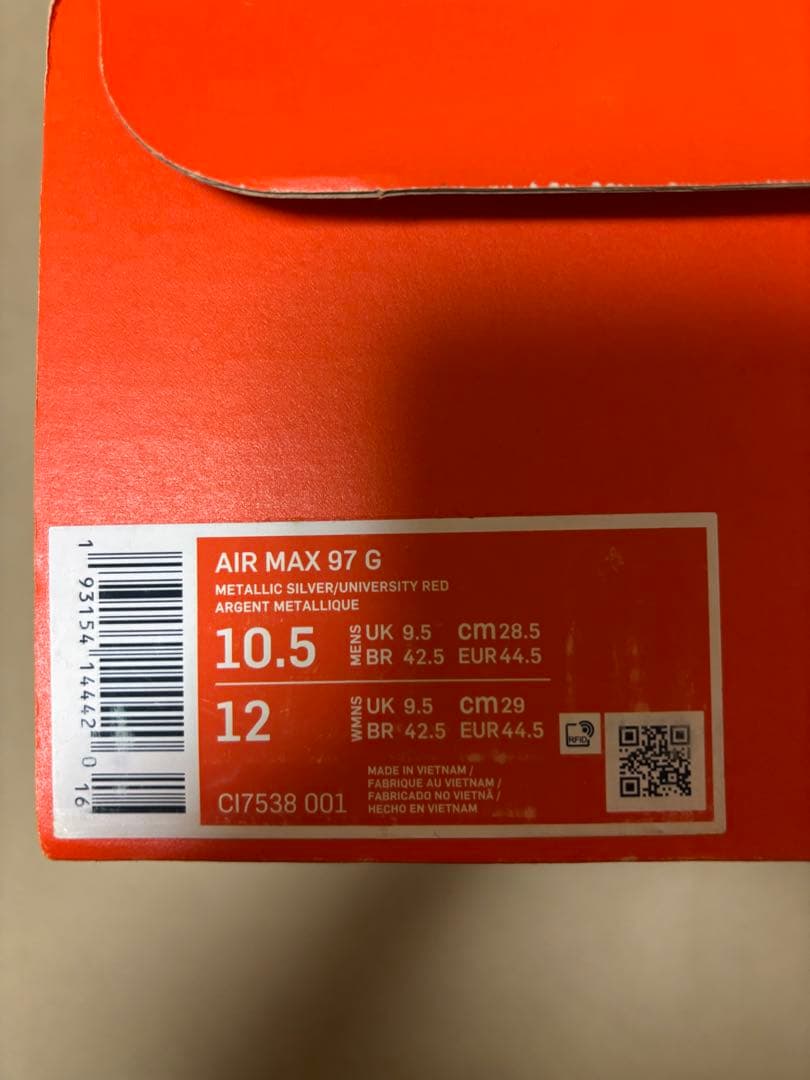 AIR MAX 97 G
METALLIC SILVER/UNIVERSITY RED
ARGENT METALLIQUE
10.5 MENS UK 9.5 cm 28.5
BR 42.5 EUR 44.5
12 WMNS UK 9.5 cm 29
BR 42.5 EUR 44.5
RFID
CI7538 001
MADE IN VIETNAM /
FABRIQUE AU VIETNAM /
FABRICADO NO VIETNÃ /
HECHO EN VIETNAM
1 93154 14442 0 16